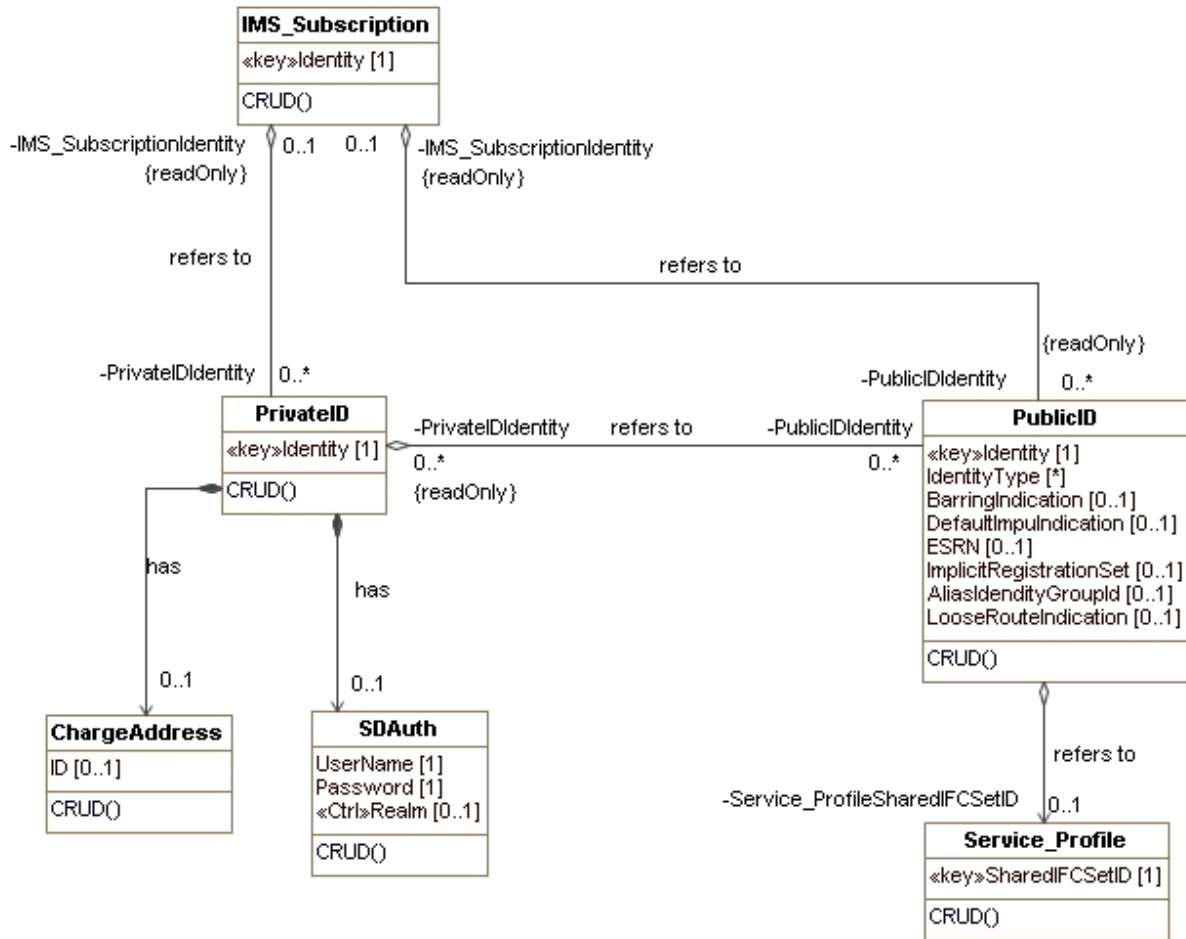 IMS_Subscription
«key»Identity [1]
CRUD()
-IMS_SubscriptionIdentity
0..1
{readOnly}
0..1
-IMS_SubscriptionIdentity
{readOnly}
refers to
refers to
-PrivateIDIdentity
0..*
{readOnly}
-PublicIDIdentity
0..*
PrivateID
«key»Identity [1]
CRUD()
-PrivateIDIdentity
0..*
{readOnly}
refers to
-PublicIDIdentity
0..*
PublicID
«key»Identity [1]
IdentityType [*]
BarringIndication [0..1]
DefaultImpuIndication [0..1]
ESRN [0..1]
ImplicitRegistrationSet [0..1]
AliasIdendityGroupId [0..1]
LooseRouteIndication [0..1]
CRUD()
has
0..1
has
0..1
ChargeAddress
ID [0..1]
CRUD()
SDAuth
UserName [1]
Password [1]
«Ctrl»Realm [0..1]
CRUD()
refers to
-Service_ProfileSharedIFCSetID
0..1
Service_Profile
«key»SharedIFCSetID [1]
CRUD()